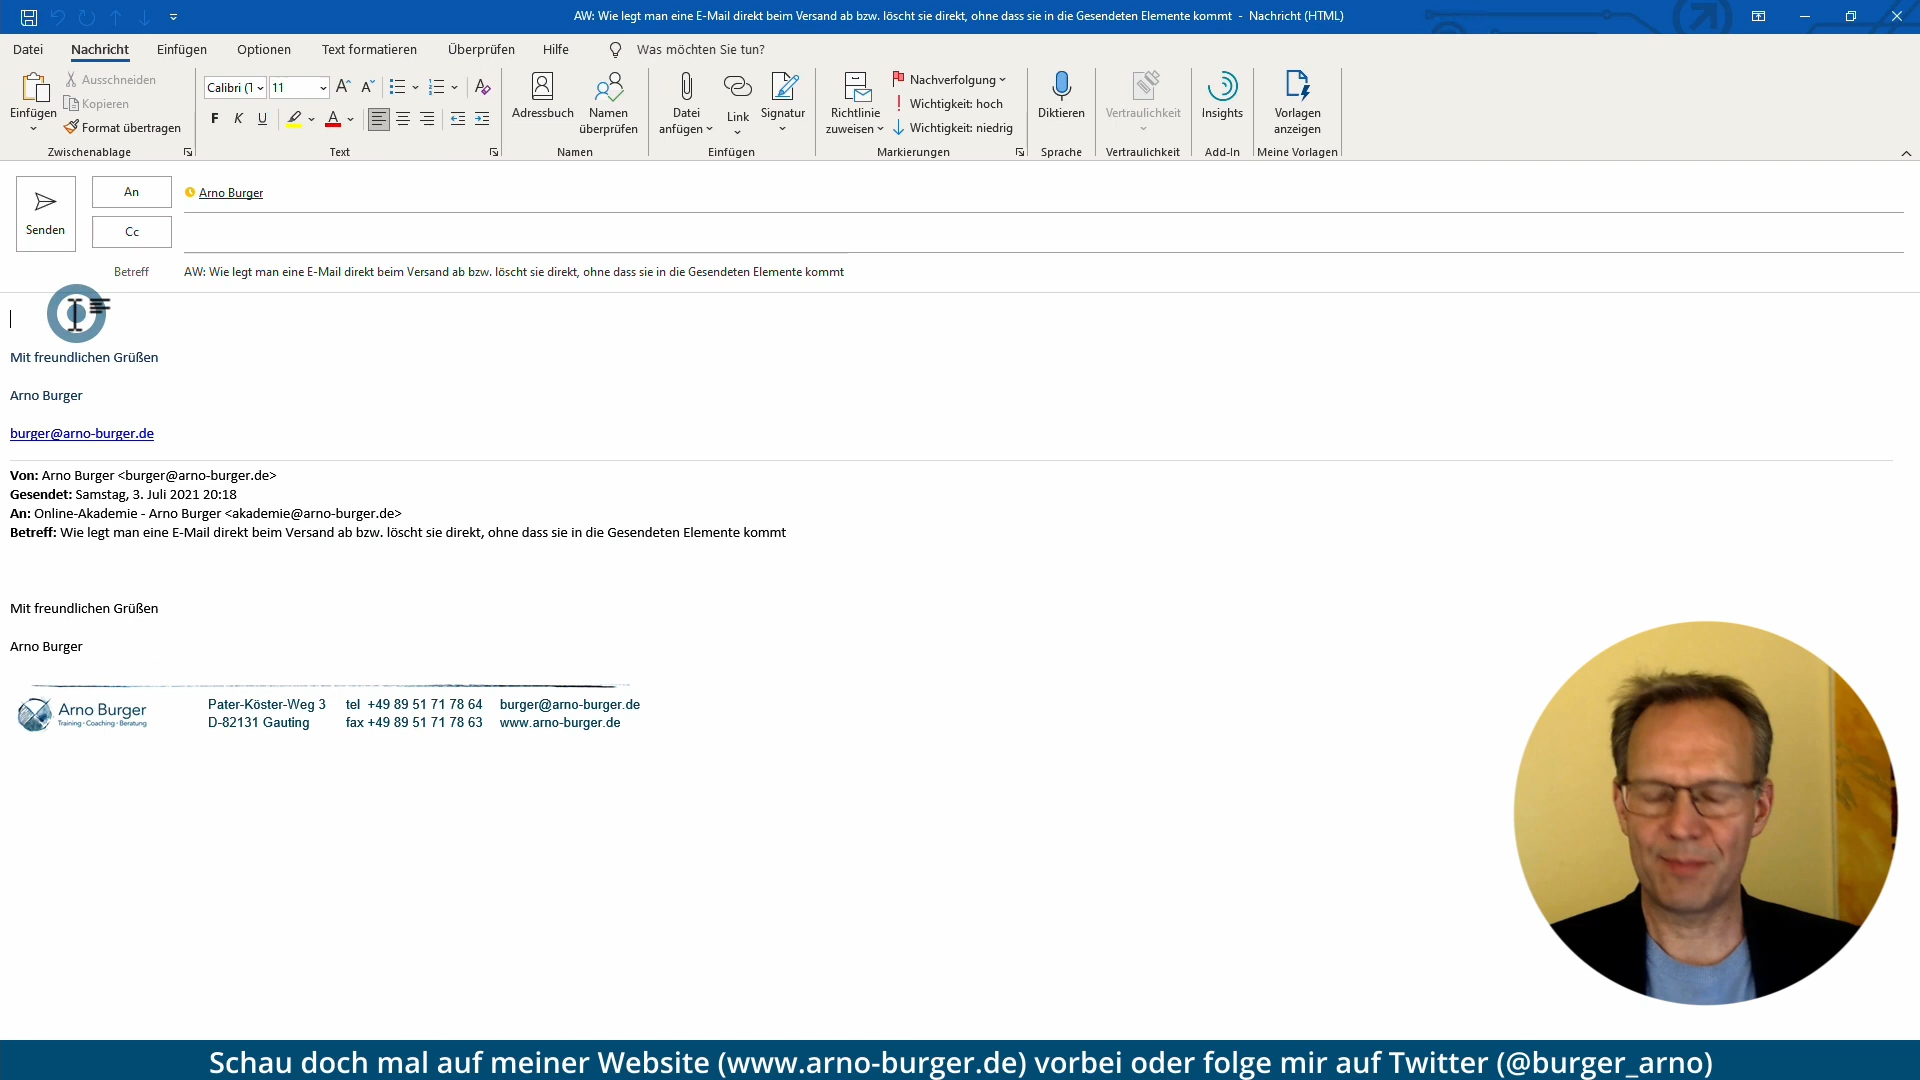 AW: Wie legt man eine E-Mail direkt beim Versand ab bzw. löscht sie direkt, ohne dass sie in die Gesendeten Elemente kommt - Nachricht (HTML)
Datei Nachricht Einfügen Optionen Text formatieren Überprüfen Hilfe Was möchten Sie tun?
Einfügen
Ausschneiden
Kopieren
Format übertragen
Zwischenablage
Calibri (T 11
F K U
Text
Adressbuch
Namen
überprüfen
Namen
Datei
anfügen
Link
Signatur
Einfügen
Richtlinie
zuweisen
Nachverfolgung
Wichtigkeit: hoch
Wichtigkeit: niedrig
Markierungen
Diktieren
Sprache
Vertraulichkeit
Vertraulichkeit
Insights
Add-In
Vorlagen
anzeigen
Meine Vorlagen
Senden
An Arno Burger
Cc
Betreff AW: Wie legt man eine E-Mail direkt beim Versand ab bzw. löscht sie direkt, ohne dass sie in die Gesendeten Elemente kommt
Mit freundlichen Grüßen
Arno Burger
burger@arno-burger.de
Von: Arno Burger <burger@arno-burger.de>
Gesendet: Samstag, 3. Juli 2021 20:18
An: Online-Akademie - Arno Burger <akademie@arno-burger.de>
Betreff: Wie legt man eine E-Mail direkt beim Versand ab bzw. löscht sie direkt, ohne dass sie in die Gesendeten Elemente kommt
Mit freundlichen Grüßen
Arno Burger
Arno Burger
Training · Coaching · Beratung
Pater-Köster-Weg 3 tel +49 89 51 71 78 64 burger@arno-burger.de
D-82131 Gauting fax +49 89 51 71 78 63 www.arno-burger.de
Schau doch mal auf meiner Website (www.arno-burger.de) vorbei oder folge mir auf Twitter (@burger_arno)